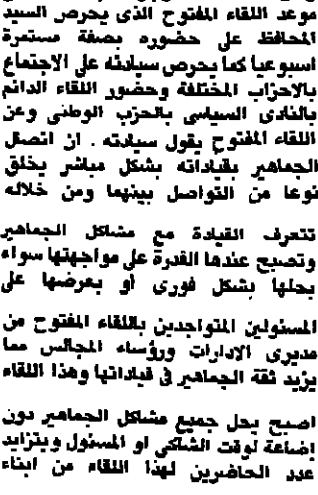 موعد اللقاء المفتوح الذى يحرص السيد
المحافظ على حضوره بصفة مستمرة
اسبوعيا كما يحرص سيادته على الاجتماع
بالاحزاب المختلفة وحضور اللقاء الدائم
بالنادى السياسى بالحزب الوطنى وعن
اللقاء المفتوح يقول سيادته . ان اتصال
الجماهير بقياداته بشكل مباشر يخلق
نوعا من التواصل بينهما ومن خلاله
تتعرف القيادة مع مشاكل الجماهير
وتصبح عندها القدرة على مواجهتها سواء
بحلها بشكل فورى أو بعرضها على
المسئولين المتواجدين باللقاء المفتوح من
مديرى الادارات ورؤساء المجالس مما
يزيد ثقة الجماهير فى قياداتها وهذا اللقاء
اصبح يحل جميع مشاكل الجماهير دون
إضاعة لوقت الشاكى او المسئول ويتزايد
عدد الحاضرين لهذا اللقاء من ابناء